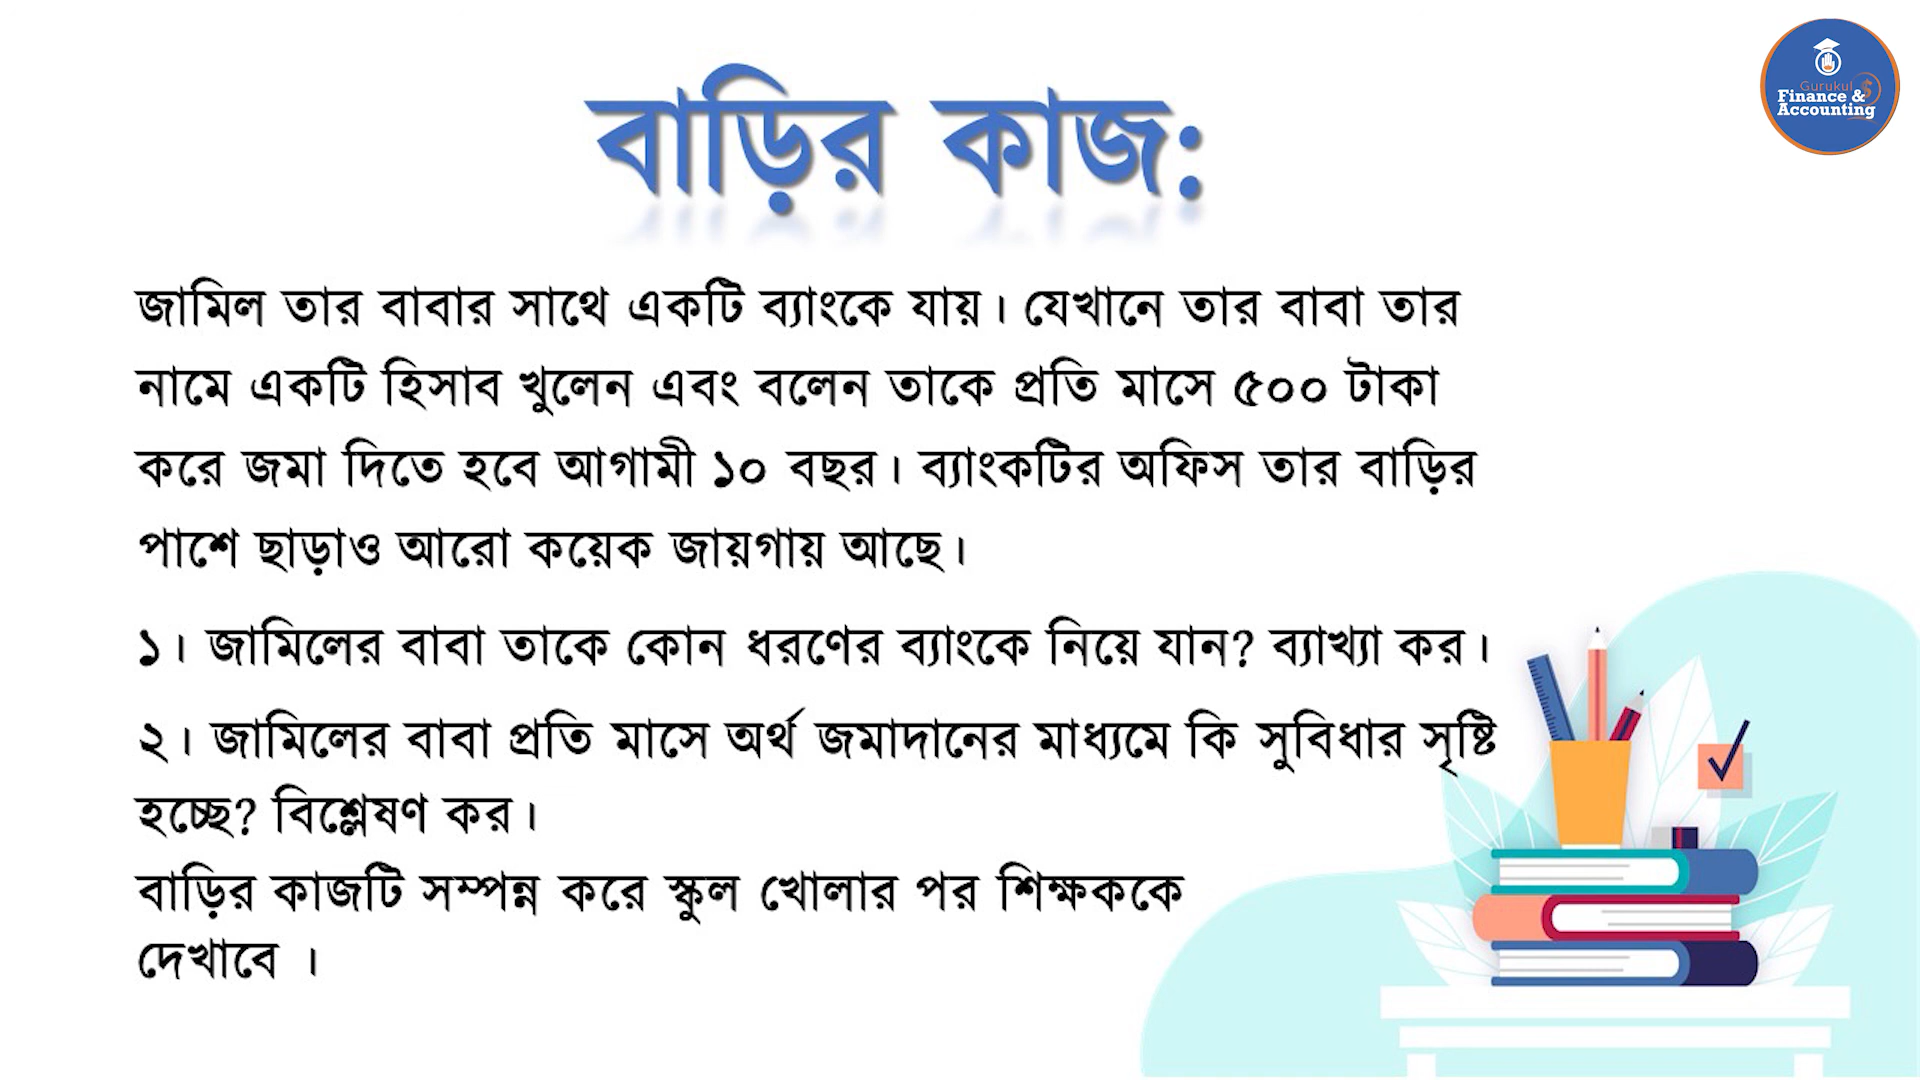 বাড়ির কাজ:
Gurukul
Finance &
Accounting
জামিল তার বাবার সাথে একটি ব্যাংকে যায়। যেখানে তার বাবা তার
নামে একটি হিসাব খুলেন এবং বলেন তাকে প্রতি মাসে ৫০০ টাকা
করে জমা দিতে হবে আগামী ১০ বছর। ব্যাংকটির অফিস তার বাড়ির
পাশে ছাড়াও আরো কয়েক জায়গায় আছে।
১। জামিলের বাবা তাকে কোন ধরণের ব্যাংকে নিয়ে যান? ব্যাখ্যা কর।
২। জামিলের বাবা প্রতি মাসে অর্থ জমাদানের মাধ্যমে কি সুবিধার সৃষ্টি
হচ্ছে? বিশ্লেষণ কর।
বাড়ির কাজটি সম্পন্ন করে স্কুল খোলার পর শিক্ষককে
দেখাবে ।